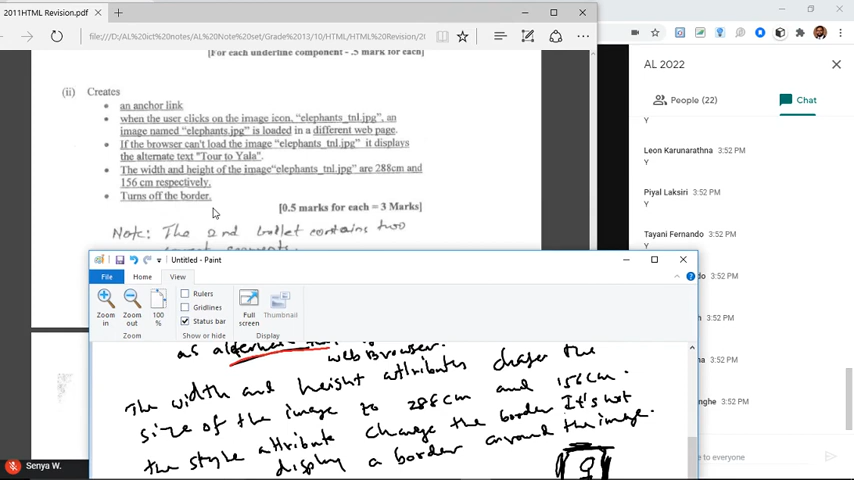 2011HTML Revision.pdf
file:///D:/AL%20ict%20notes/AL%20Note%20set/Grade%2013/10/HTML/HTML%20Revision/2
[For each underline component - .5 mark for each]
(ii) Creates
an anchor link
when the user clicks on the image icon, "elephants_tnl.jpg", an
image named "elephants.jpg" is loaded in a different web page.
If the browser can't load the image "elephants_tnl.jpg" it displays
the alternate text "Tour to Yala".
The width and height of the image"elephants_tnl.jpg" are 288cm and
156 cm respectively.
Turns off the border.
[0.5 marks for each = 3 Marks]
Note: The 2nd bullet contains two
AL 2022
People (22)
Chat
Y
Leon Karunarathna 3:52 PM
Y
Piyal Laksiri 3:52 PM
Y
Tayani Fernando 3:52 PM
3:52 PM
3:52 PM
ma 3:52 PM
nghe 3:52 PM
e to everyone
Untitled - Paint
File Home View
Zoom in
Zoom out
100 %
Rulers
Gridlines
Status bar
Full screen
Thumbnail
Zoom
Show or hide
Display
web Browser.
The width and height attributes change the
size of the image to 288cm and 156cm.
the style attribute change the border It's not
display a border around the image.
Senya W.